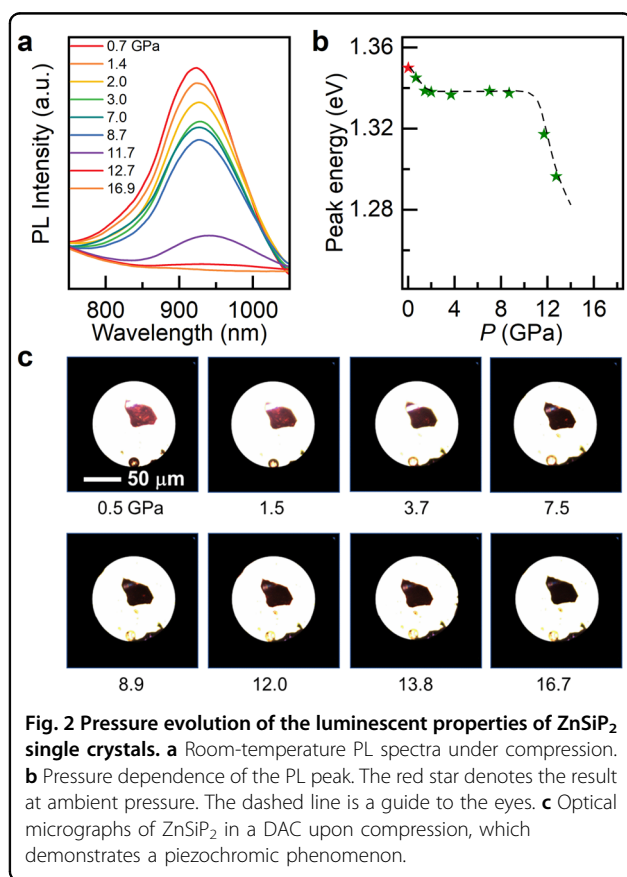 a
0.7 GPa
1.4
2.0
3.0
7.0
8.7
11.7
12.7
16.9
PL Intensity (a.u.)
800 900 1000
Wavelength (nm)
b
1.36
1.32
1.28
Peak energy (eV)
0 4 8 12 16
P (GPa)
c
50 μm
0.5 GPa 1.5 3.7 7.5
8.9 12.0 13.8 16.7
Fig. 2 Pressure evolution of the luminescent properties of ZnSiP₂
single crystals. a Room-temperature PL spectra under compression.
b Pressure dependence of the PL peak. The red star denotes the result
at ambient pressure. The dashed line is a guide to the eyes. c Optical
micrographs of ZnSiP₂ in a DAC upon compression, which
demonstrates a piezochromic phenomenon.